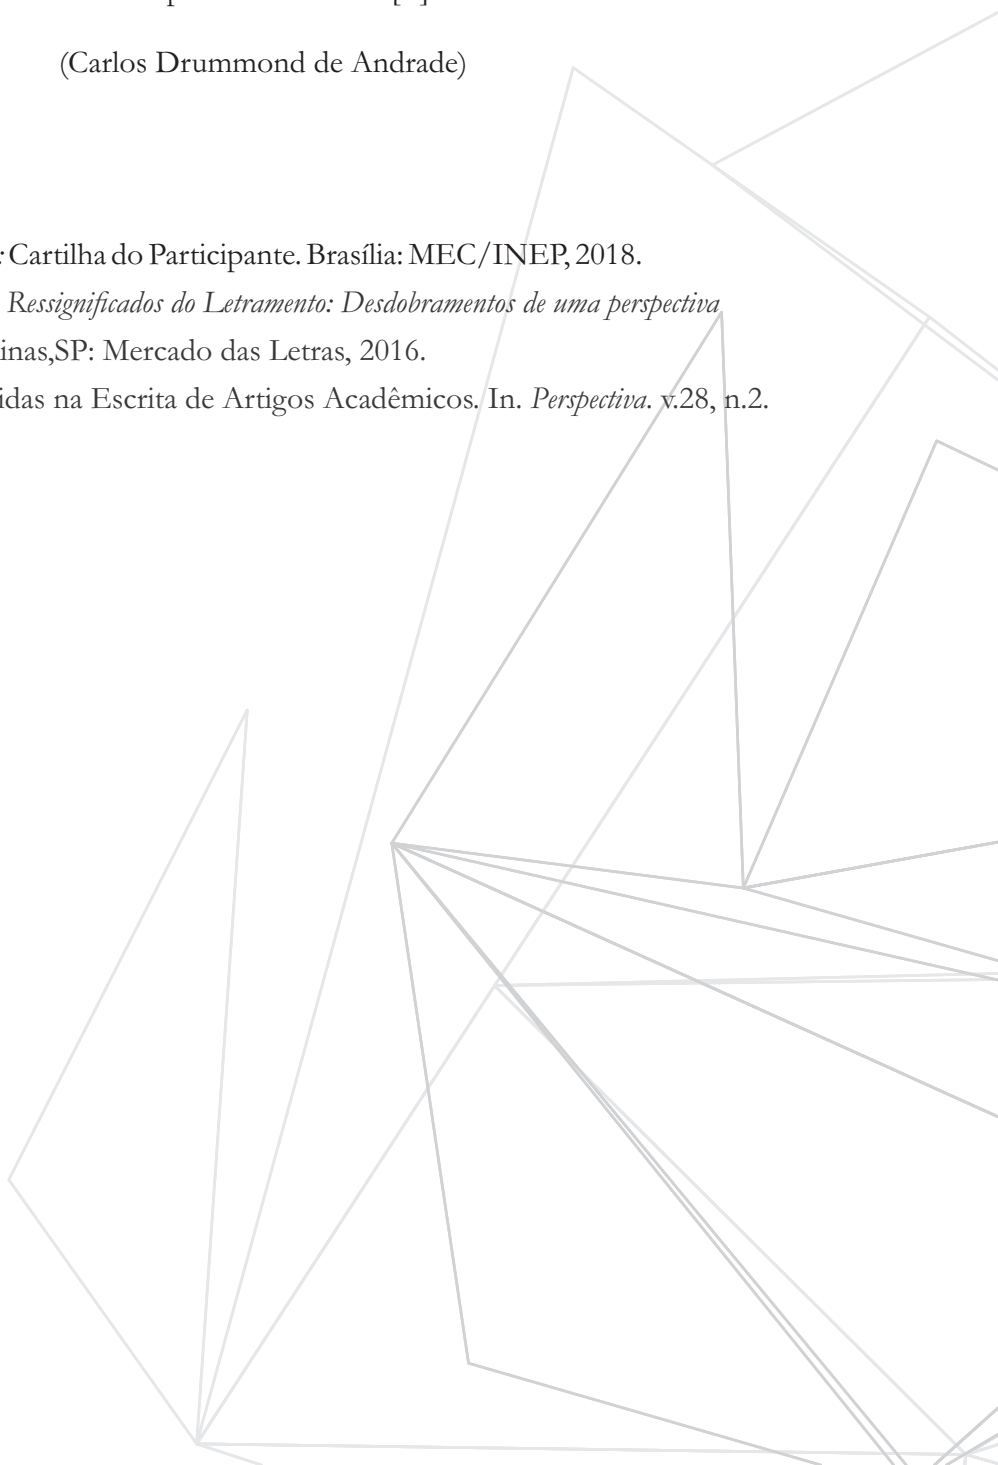 (Carlos Drummond de Andrade)
: Cartilha do Participante. Brasília: MEC/INEP, 2018.
Ressignificados do Letramento: Desdobramentos de uma perspectiva
inas,SP: Mercado das Letras, 2016.
idas na Escrita de Artigos Acadêmicos. In. Perspectiva. v.28, n.2.